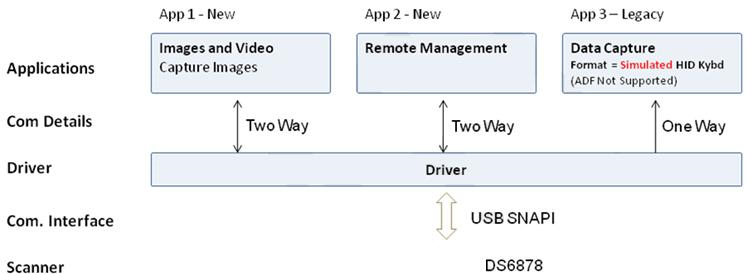 App 1 - New
App 2 - New
App 3 – Legacy
Applications
Images and Video
Capture Images
Remote Management
Data Capture
Format = Simulated HID Kybd
(ADF Not Supported)
Com Details
Two Way
Two Way
One Way
Driver
Driver
Com. Interface
USB SNAPI
Scanner
DS6878